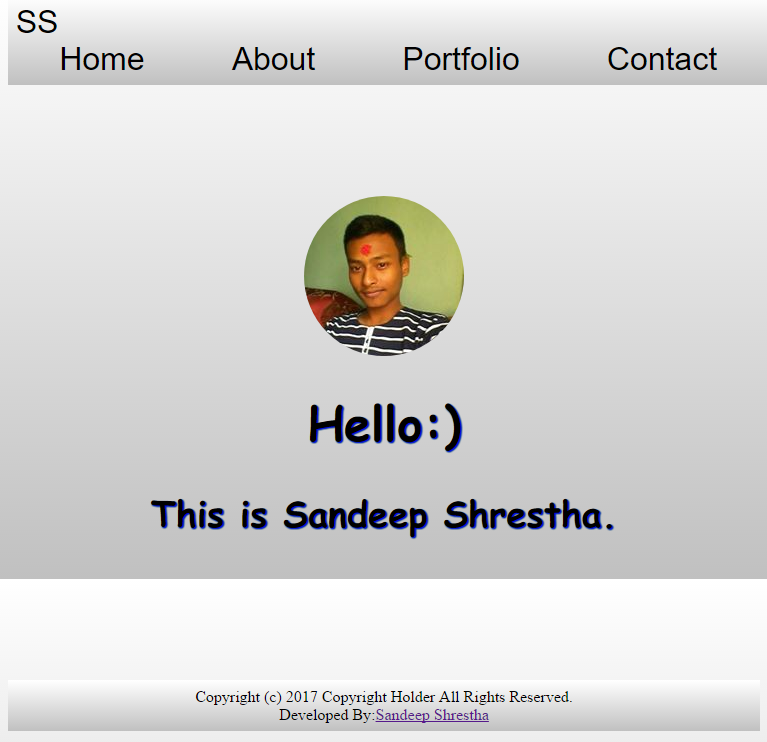 SS
Home About Portfolio Contact
Hello:)
This is Sandeep Shrestha.
Copyright (c) 2017 Copyright Holder All Rights Reserved.
Developed By:Sandeep Shrestha